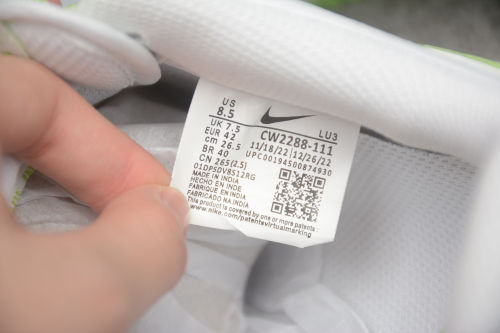 US
8.5
UK 7.5
EUR 42
cm 26.5
BR 40
CN 265(2.5)
LU3
CW2288-111
11/18/22 | 12/26/22
UPC00194500874930
01DPSDV8512RG
MADE IN INDIA
HECHO EN INDE
FABRIQUE EN INDIA
FABRICADO NA INDIA
This product is covered by one or more patents :
www.nike.com/patentsvirtualmarking